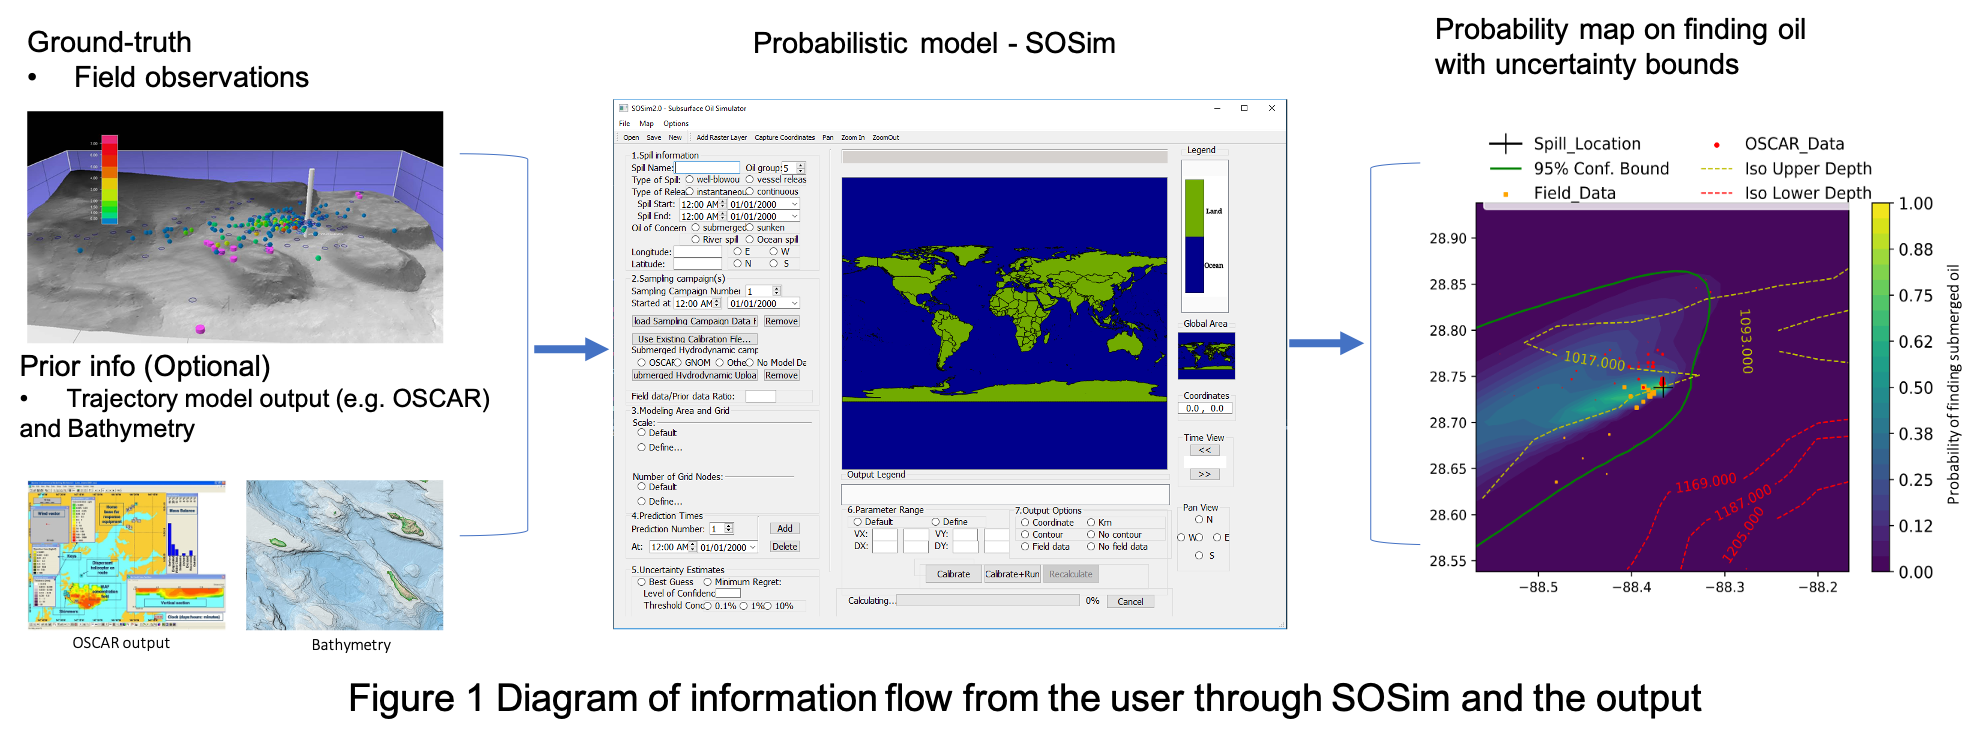 Ground-truth
• Field observations
Prior info (Optional)
• Trajectory model output (e.g. OSCAR)
and Bathymetry
OSCAR output
Bathymetry
Probabilistic model - SOSim
SOSim2.0 - Subsurface Oil Simulator
File Map Options
Open Save New Add Raster Layer Capture Coordinates Pan Zoom In ZoomOut
1.Spill information
Spill Name: Oil group: 5
Type of Spill: well-blowou vessel releas
Type of Relea: instantaneou continuous
Spill Start: 12:00 AM 01/01/2000
Spill End: 12:00 AM 01/01/2000
Oil of Concern submerged sunken
River spill Ocean spil
Longitude: E W
Latitude: N S
2.Sampling campaign(s)
Sampling Campaign Number 1
Started at 12:00 AM 01/01/2000
load Sampling Campaign Data F Remove
Use Existing Calibration File...
Submerged Hydrodynamic camp
OSCAR GNOM Othe No Model Da
ubmerged Hydrodynamic Uploa Remove
Field data/Prior data Ratio:
3.Modeling Area and Grid
Scale:
Default
Define...
Number of Grid Nodes:
Default
Define...
4.Prediction Times
Prediction Number: 1 Add
At: 12:00 AM 01/01/2000 Delete
5.Uncertainty Estimates
Best Guess Minimum Regret:
Level of Confidenc
Threshold Conc 0.1% 1% 10%
Legend
Land
Ocean
Global Area
Coordinates
0.0 , 0.0
Time View
<<
>>
Pan View
N
W E
S
Output Legend
6.Parameter Range
Default Define
VX: VY:
DX: DY:
7.Output Options
Coordinate Km
Contour No contour
Field data No field data
Calibrate Calibrate+Run Recalculate
Calculating... 0% Cancel
Probability map on finding oil
with uncertainty bounds
Spill_Location OSCAR_Data
95% Conf. Bound Iso Upper Depth
Field_Data Iso Lower Depth
28.90
28.85
28.80
28.75
28.70
28.65
28.60
28.55
−88.5 −88.4 −88.3 −88.2
1017.000
1093.000
1169.000
1187.000
1205.000
1.00
0.88
0.75
0.62
0.50
0.38
0.25
0.12
0.00
Probability of finding submerged oil
Figure 1 Diagram of information flow from the user through SOSim and the output